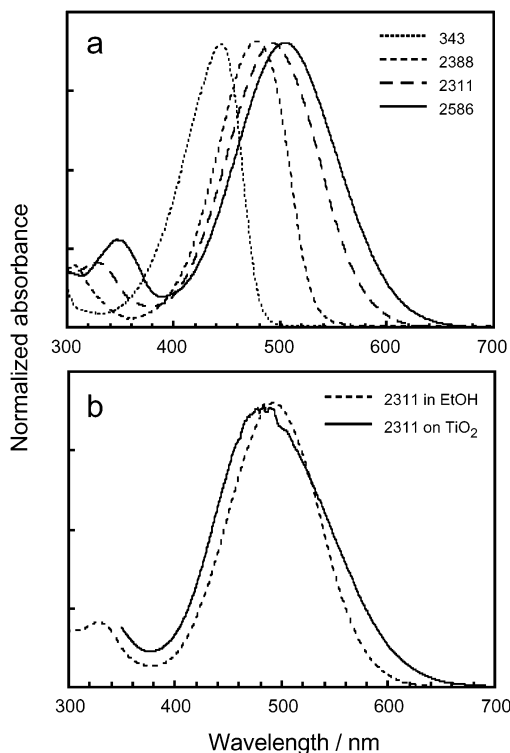 a
343
2388
2311
2586
300 400 500 600 700
Normalized absorbance
b
2311 in EtOH
2311 on TiO₂
300 400 500 600 700
Wavelength / nm